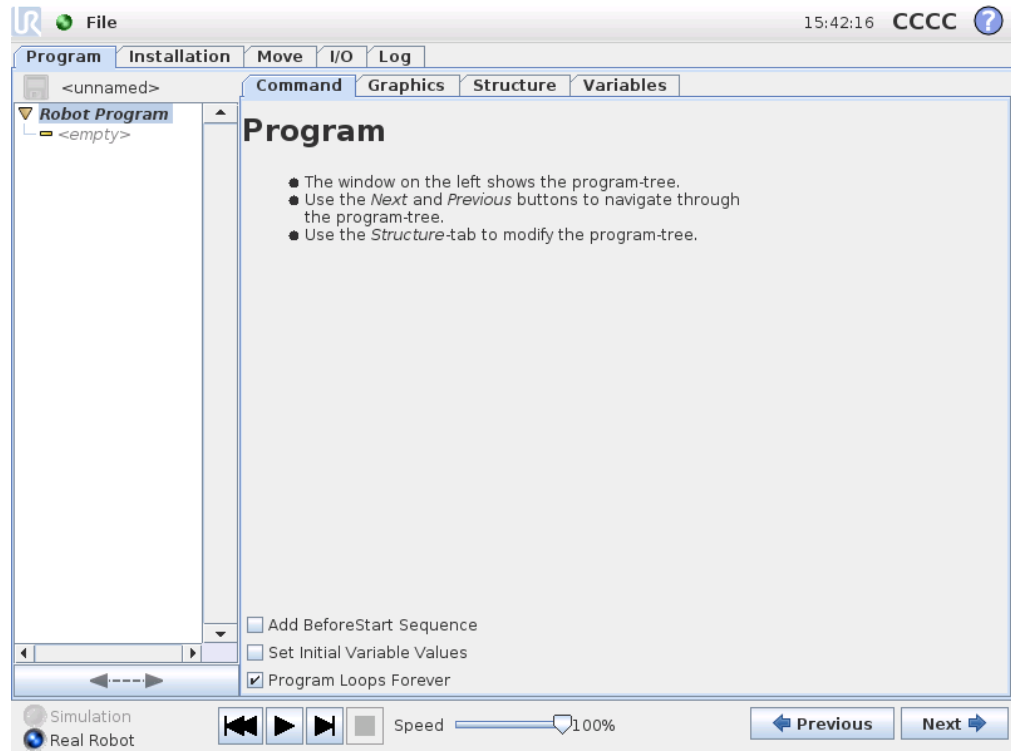 UR File 15:42:16 CCCC ?
Program Installation Move I/O Log
<unnamed>
Command Graphics Structure Variables
Robot Program
<empty>
Program
The window on the left shows the program-tree.
Use the Next and Previous buttons to navigate through
the program-tree.
Use the Structure-tab to modify the program-tree.
Add BeforeStart Sequence
Set Initial Variable Values
Program Loops Forever
Simulation
Real Robot
Speed 100%
Previous Next